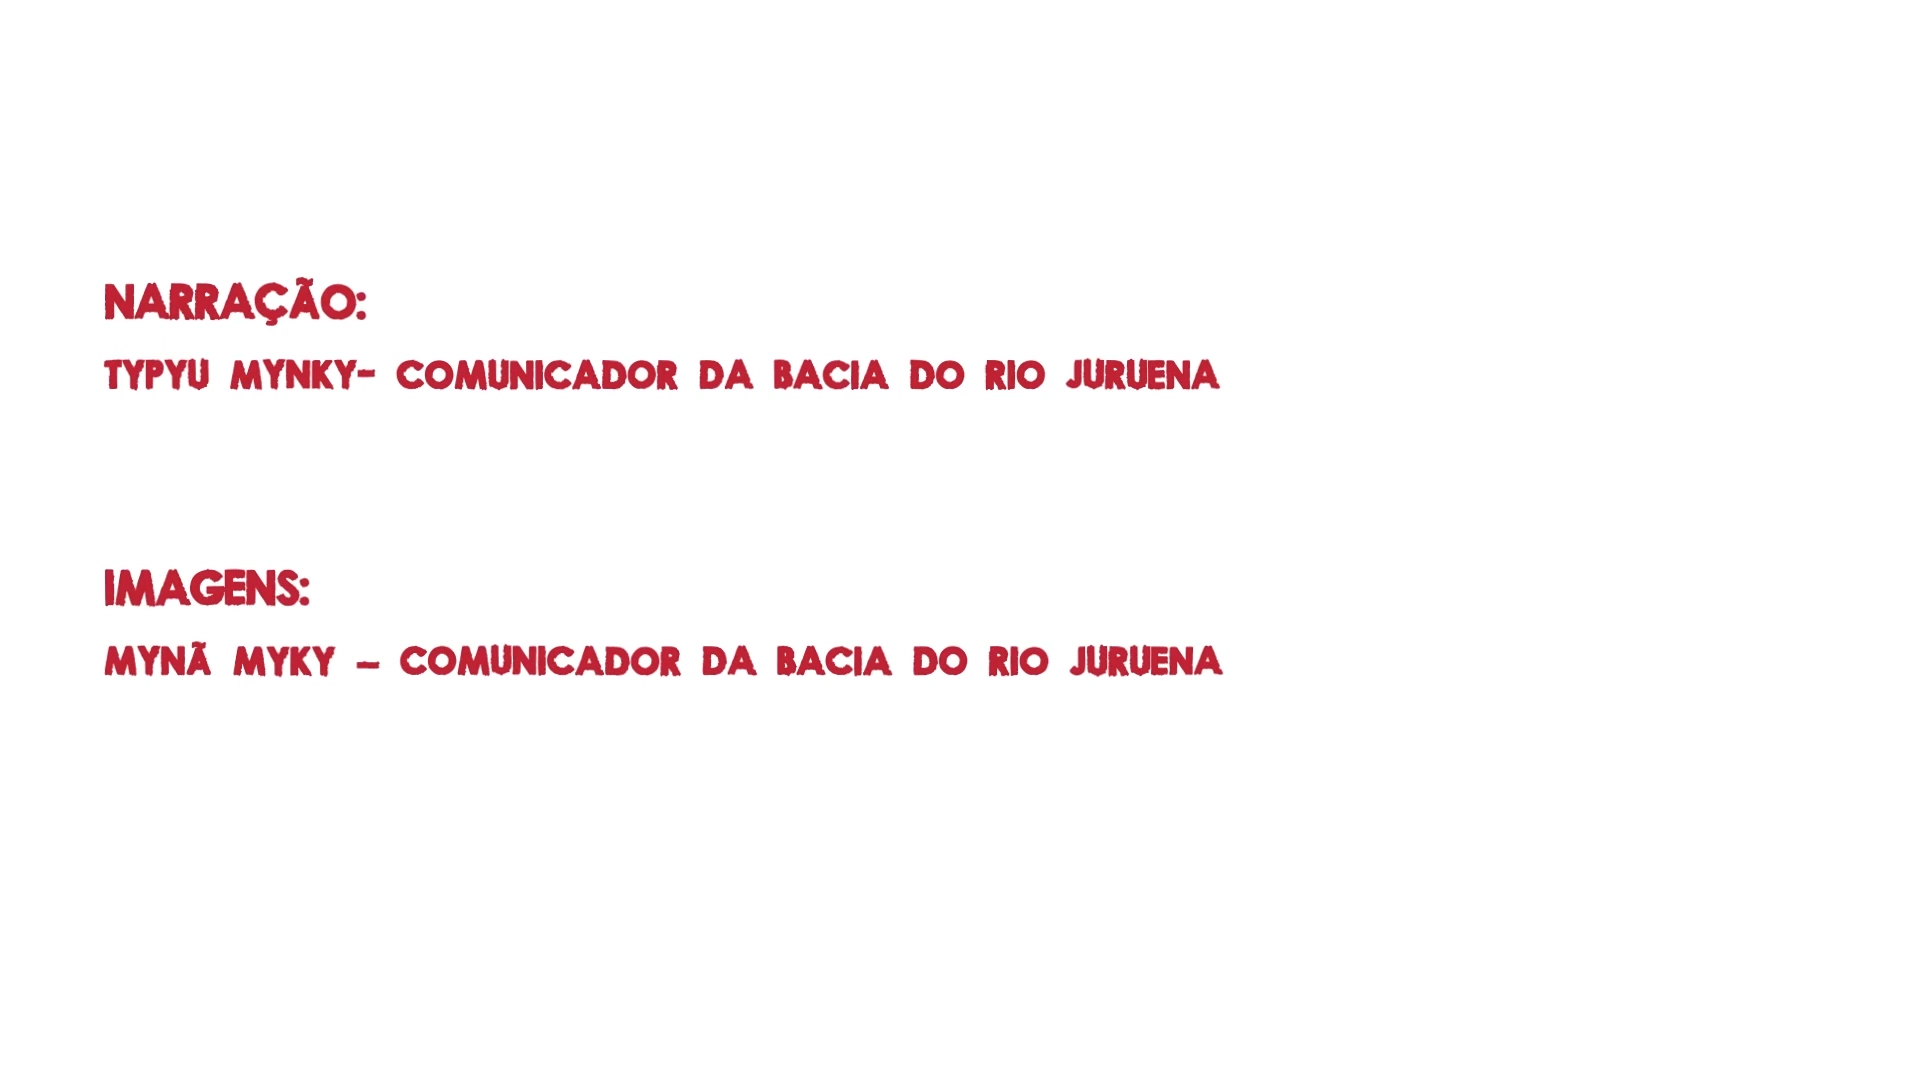 NARRAÇÃO:
TYPYU MYNKY- COMUNICADOR DA BACIA DO RIO JURUENA
IMAGENS:
MYNÃ MYKY – COMUNICADOR DA BACIA DO RIO JURUENA